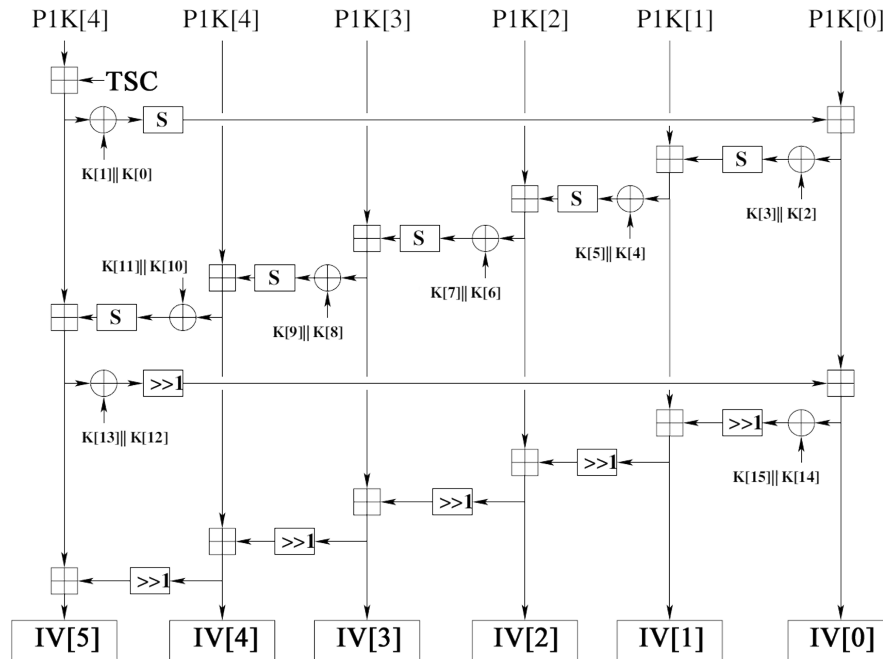 P1K[4] P1K[4] P1K[3] P1K[2] P1K[1] P1K[0]
TSC
S
K[1]|| K[0]
S
K[3]|| K[2]
S
K[5]|| K[4]
S
K[7]|| K[6]
K[11]|| K[10]
S
K[9]|| K[8]
S
>>1
K[13]|| K[12]
>>1
K[15]|| K[14]
>>1
>>1
>>1
>>1
IV[5] IV[4] IV[3] IV[2] IV[1] IV[0]